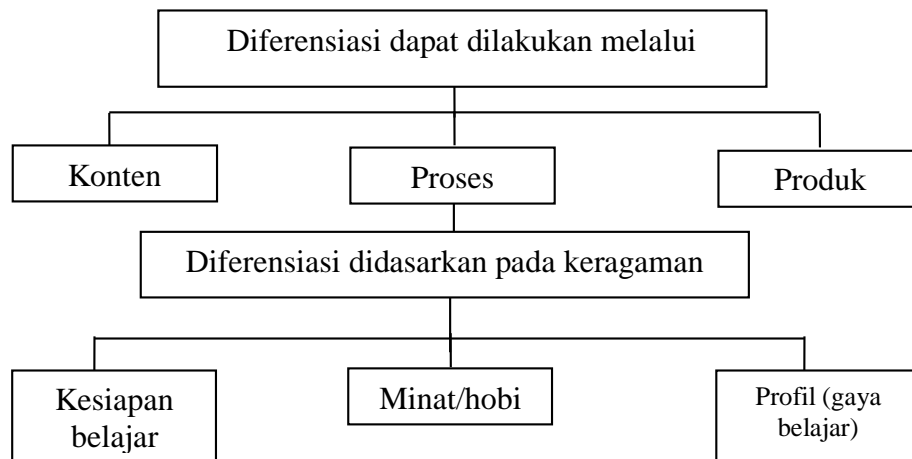 Diferensiasi dapat dilakukan melalui
Konten
Proses
Produk
Diferensiasi didasarkan pada keragaman
Kesiapan
belajar
Minat/hobi
Profil (gaya
belajar)